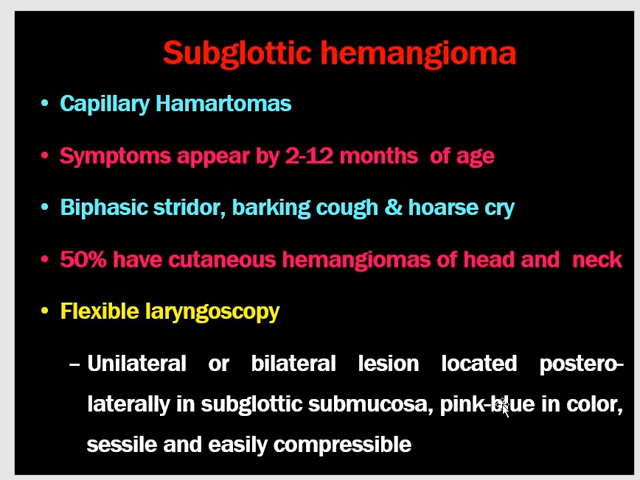 Subglottic hemangioma
• Capillary Hamartomas
• Symptoms appear by 2-12 months of age
• Biphasic stridor, barking cough & hoarse cry
• 50% have cutaneous hemangiomas of head and neck
• Flexible laryngoscopy
– Unilateral or bilateral lesion located postero-
laterally in subglottic submucosa, pink-blue in color,
sessile and easily compressible